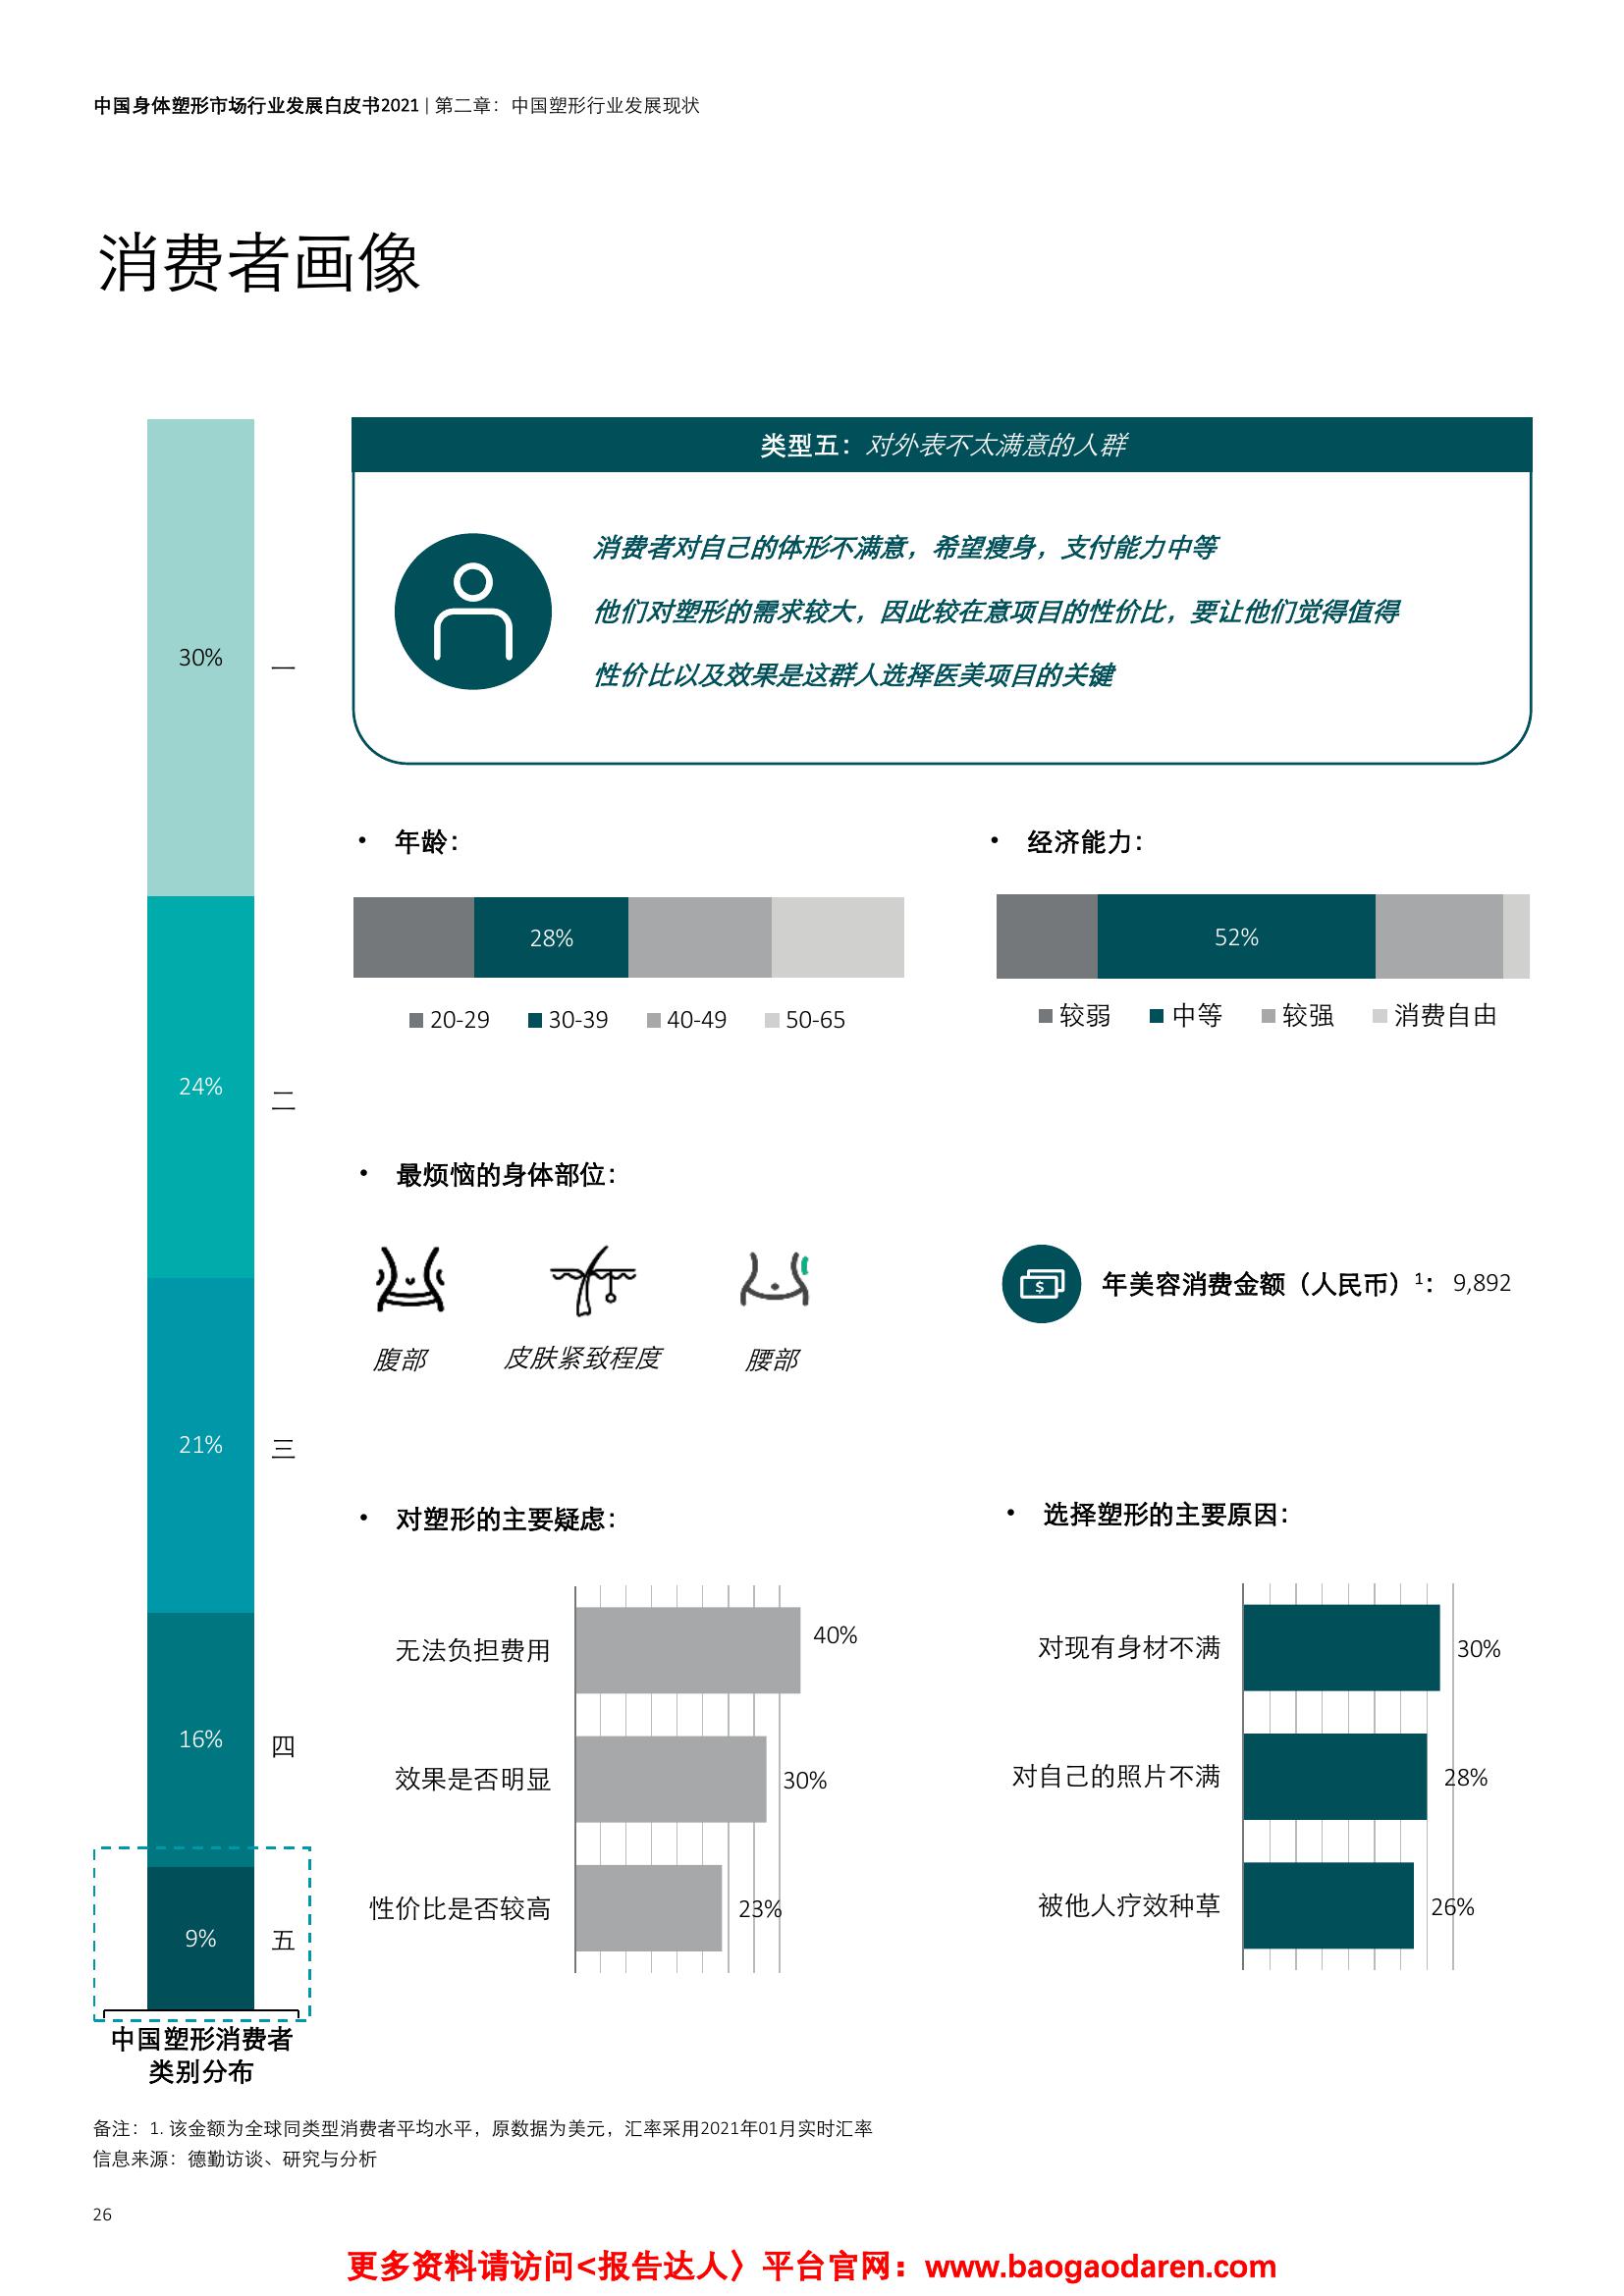 中国身体塑形市场行业发展白皮书2021 | 第二章：中国塑形行业发展现状
消费者画像
30%
一
24%
二
21%
三
16%
四
9%
五
中国塑形消费者
类别分布
类型五：对外表不太满意的人群
消费者对自己的体形不满意，希望瘦身，支付能力中等
他们对塑形的需求较大，因此较在意项目的性价比，要让他们觉得值得
性价比以及效果是这群人选择医美项目的关键
• 年龄：
28%
20-29 30-39 40-49 50-65
• 经济能力：
52%
较弱 中等 较强 消费自由
• 最烦恼的身体部位：
腹部 皮肤紧致程度 腰部
$
年美容消费金额（人民币）1： 9,892
• 对塑形的主要疑虑：
无法负担费用 40%
效果是否明显 30%
性价比是否较高 23%
• 选择塑形的主要原因：
对现有身材不满 30%
对自己的照片不满 28%
被他人疗效种草 26%
备注：1. 该金额为全球同类型消费者平均水平，原数据为美元，汇率采用2021年01月实时汇率
信息来源：德勤访谈、研究与分析
26
更多资料请访问<报告达人〉平台官网：www.baogaodaren.com